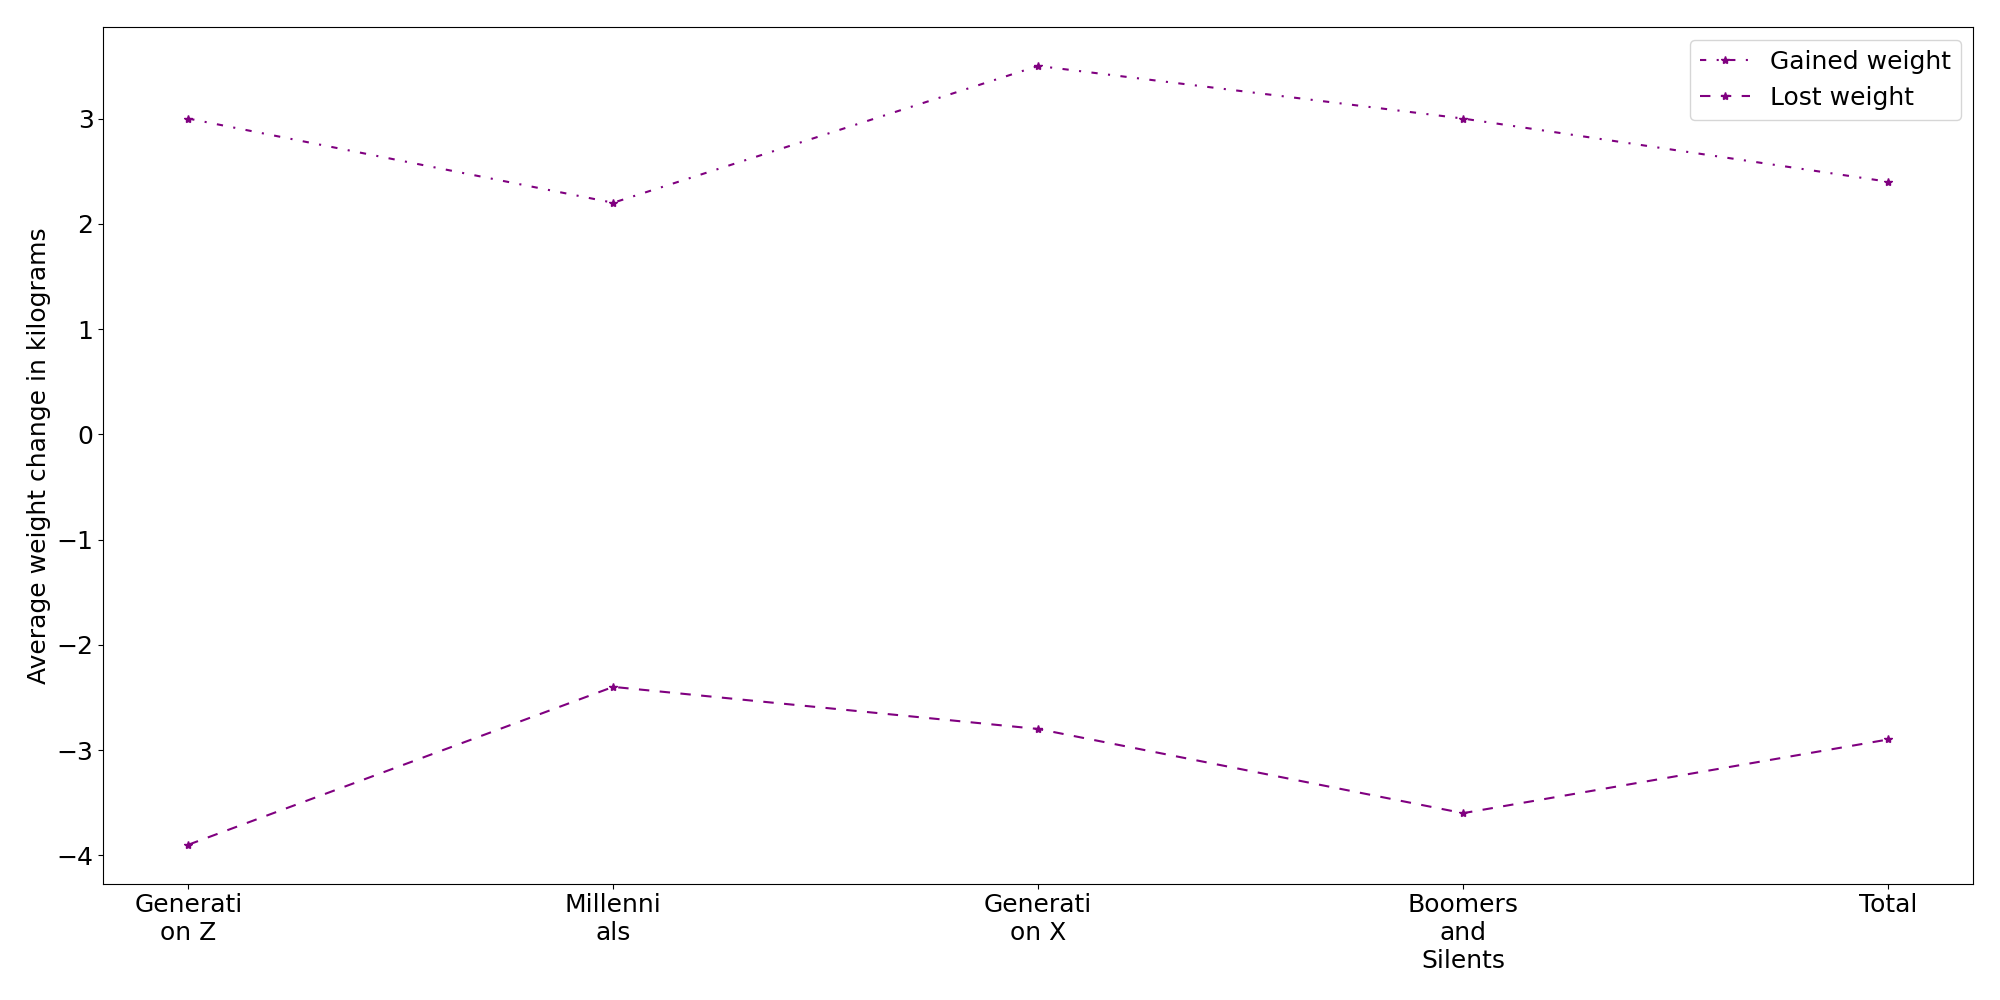 Gained weight
Lost weight
3
2
1
0
−1
−2
−3
−4
Average weight change in kilograms
Generati
on Z
Millenni
als
Generati
on X
Boomers
and
Silents
Total